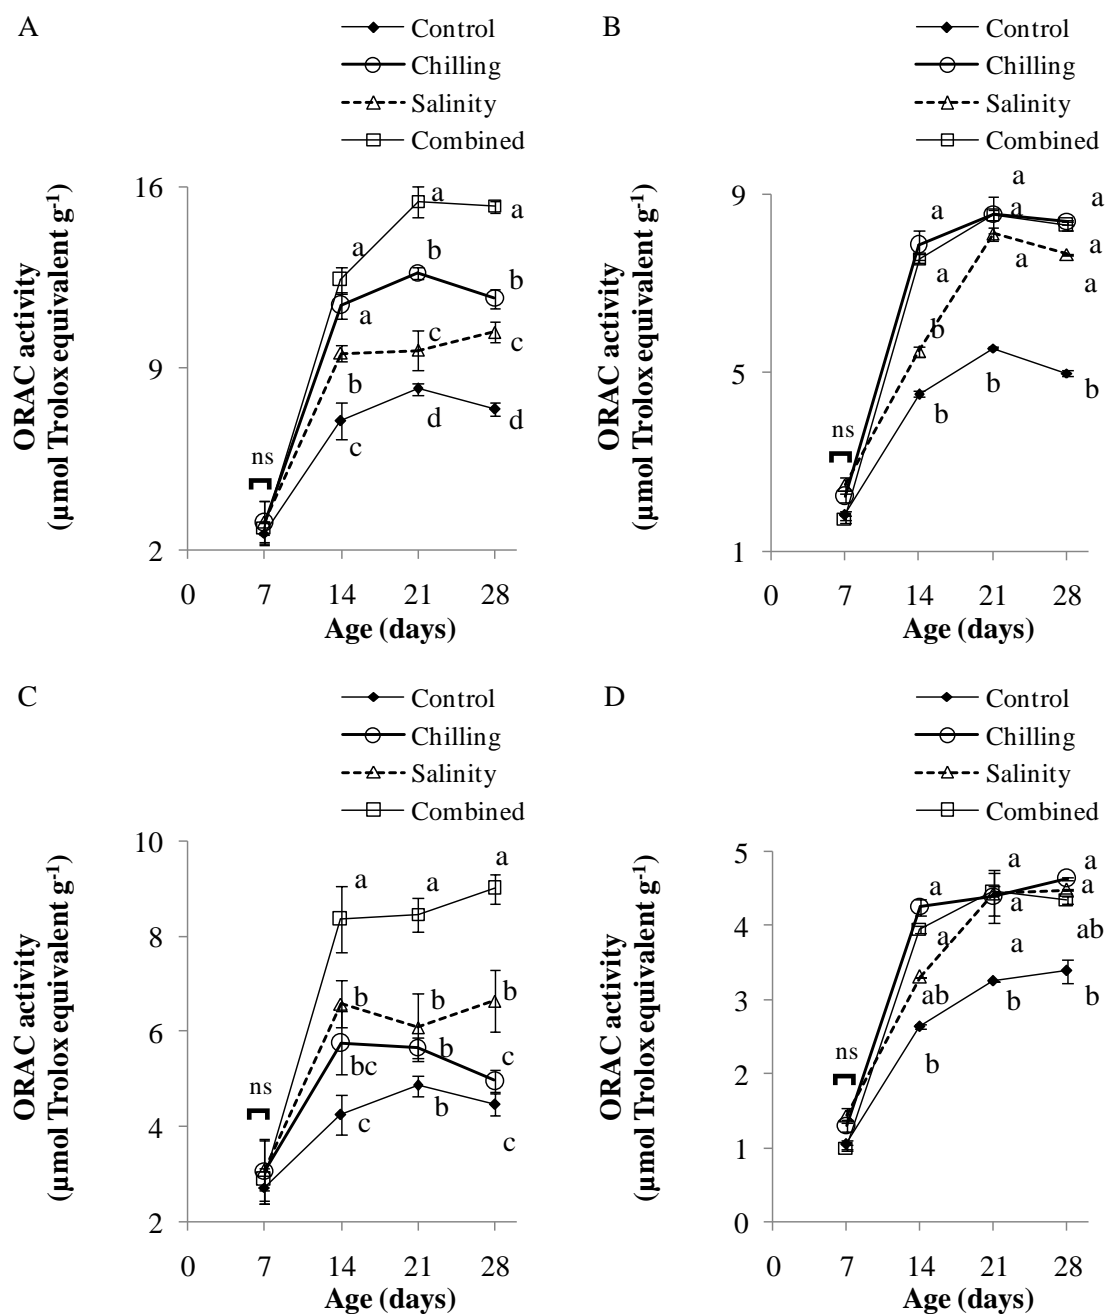 A
Control
Chilling
Salinity
Combined
ORAC activity
(µmol Trolox equivalent g⁻¹)
16
9
2
a
a
a
b
b
a
c
c
b
d
d
c
ns
0 7 14 21 28
Age (days)
B
Control
Chilling
Salinity
Combined
ORAC activity
(µmol Trolox equivalent g⁻¹)
9
5
1
a
a
a
a
a
a
a
a
b
b
b
b
ns
0 7 14 21 28
Age (days)
C
Control
Chilling
Salinity
Combined
ORAC activity
(µmol Trolox equivalent g⁻¹)
10
8
6
4
2
a
a
a
b
b
b
bc
b
c
c
b
c
ns
0 7 14 21 28
Age (days)
D
Control
Chilling
Salinity
Combined
ORAC activity
(µmol Trolox equivalent g⁻¹)
5
4
3
2
1
0
a
a
a
a
a
a
a
ab
ab
b
b
b
ns
0 7 14 21 28
Age (days)